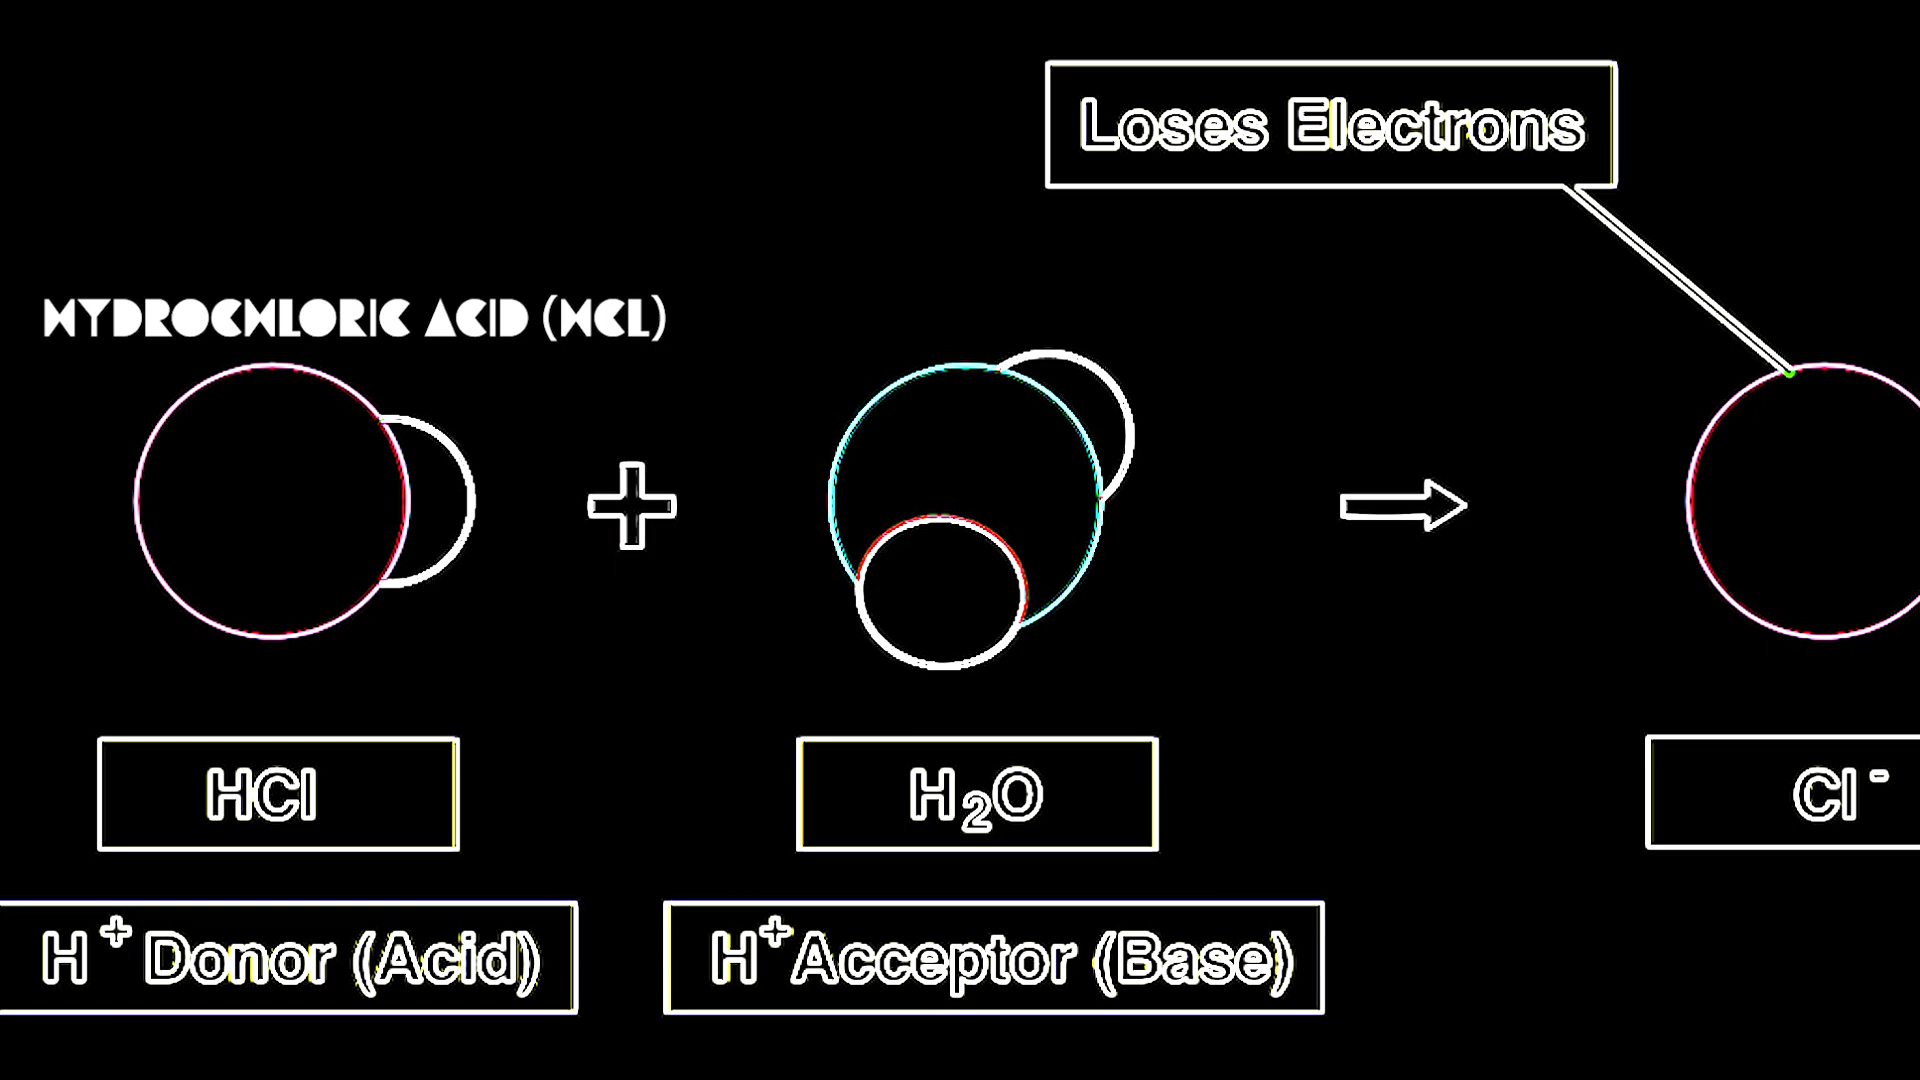 Loses Electrons
HYDROCHLORIC ACID (HCL)
HCl
H₂O
Cl⁻
H⁺ Donor (Acid)
H⁺ Acceptor (Base)